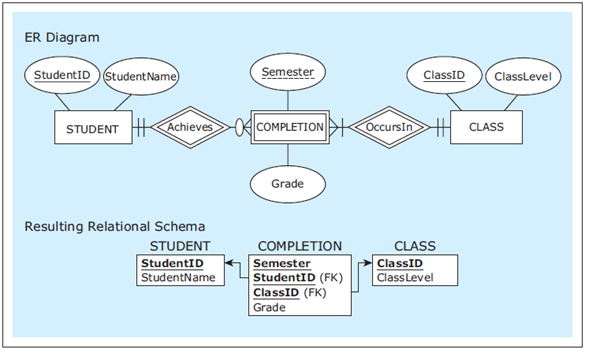 ER Diagram
Semester
StudentID StudentName ClassID ClassLevel
STUDENT Achieves COMPLETION OccursIn CLASS
Grade
Resulting Relational Schema
STUDENT COMPLETION CLASS
StudentID Semester ClassID
StudentName StudentID (FK) ClassLevel
ClassID (FK)
Grade